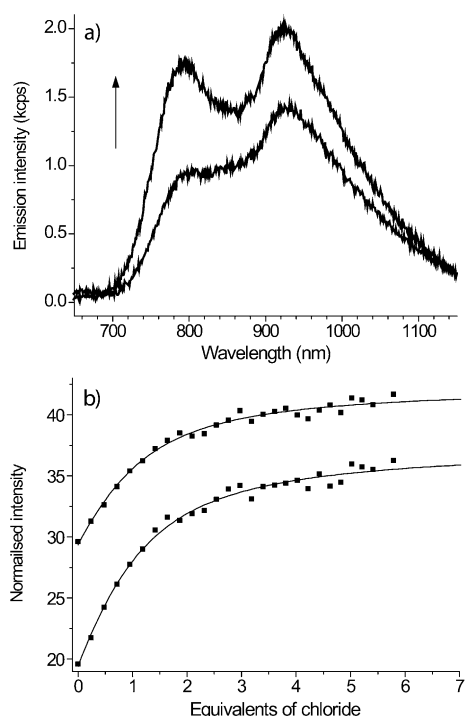 a)
Emission intensity (kcps)
2.0
1.5
1.0
0.5
0.0
700 800 900 1000 1100
Wavelength (nm)
b)
Normailsed intensity
40
35
30
25
20
0 1 2 3 4 5 6 7
Equivalents of chloride